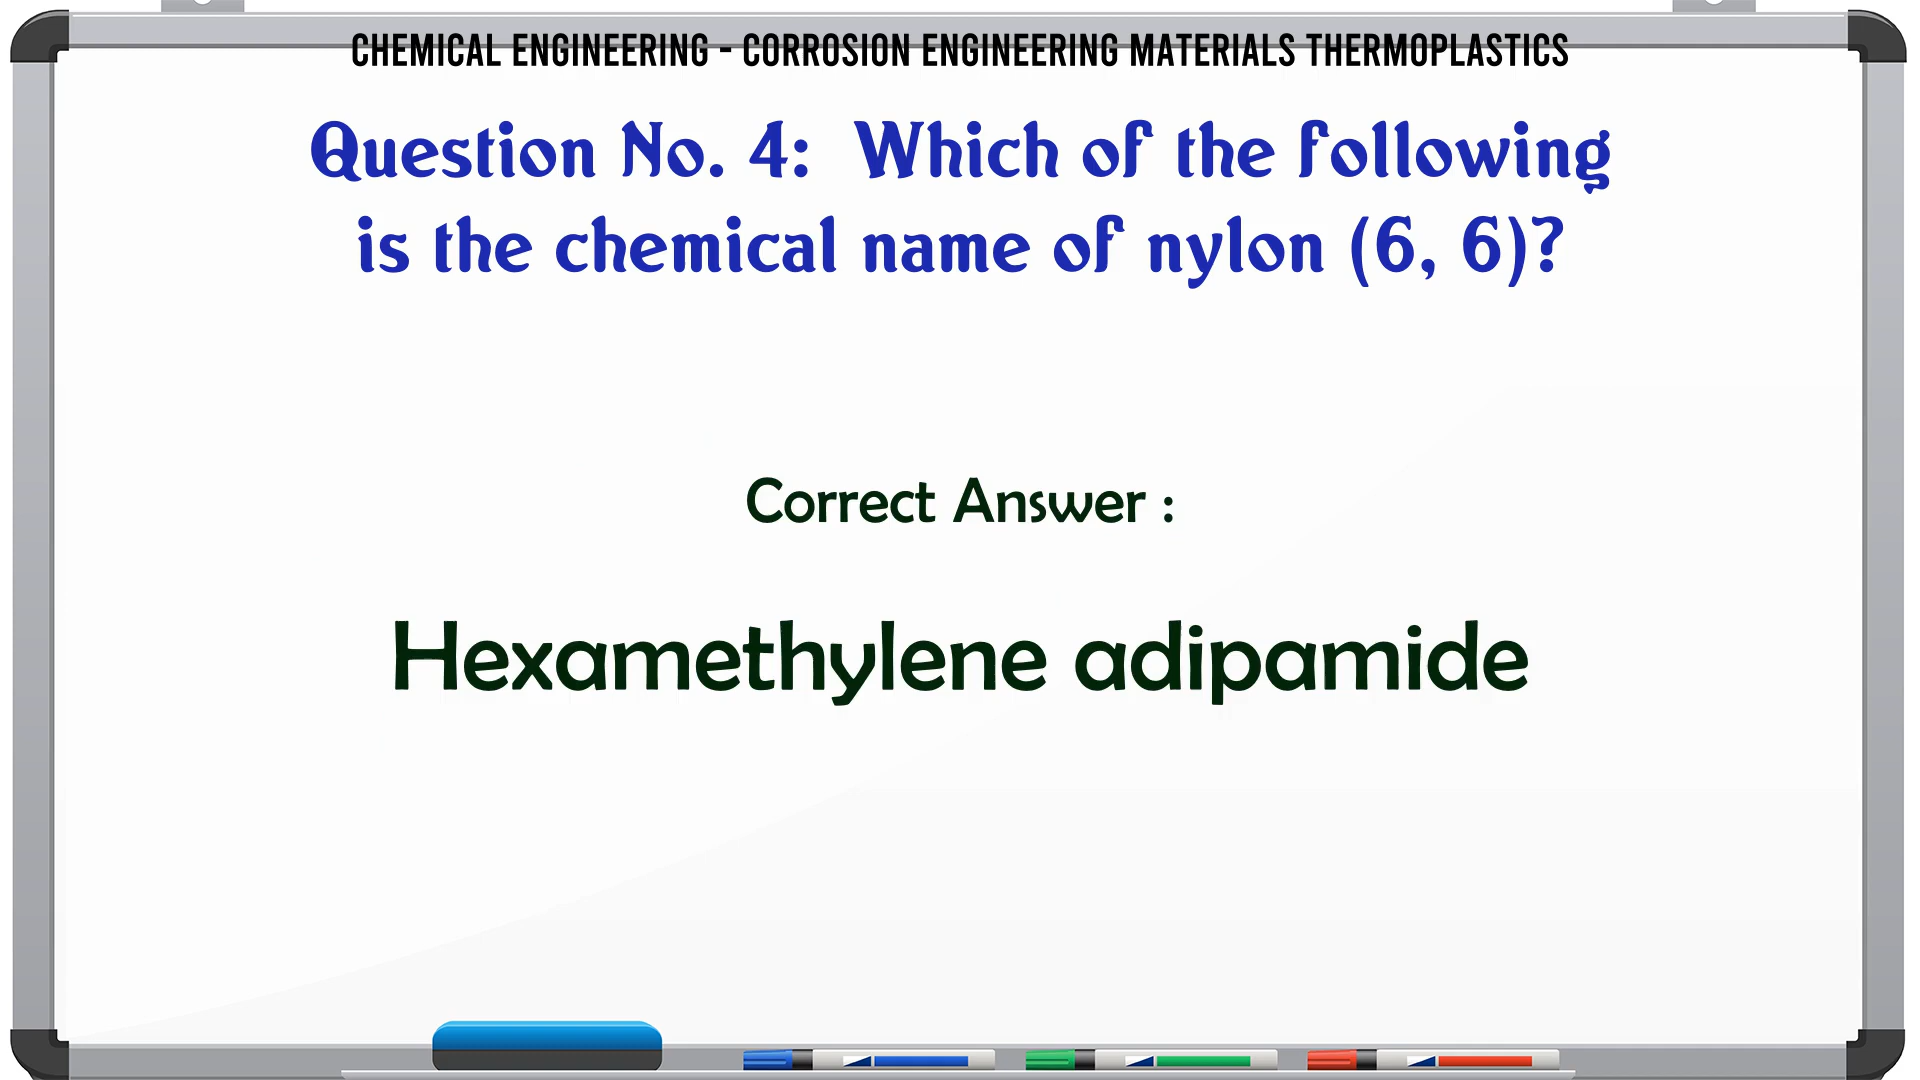 CHEMICAL ENGINEERING - CORROSION ENGINEERING MATERIALS THERMOPLASTICS
Question No. 4:  Which of the following
is the chemical name of nylon (6, 6)?
Correct Answer :
Hexamethylene adipamide